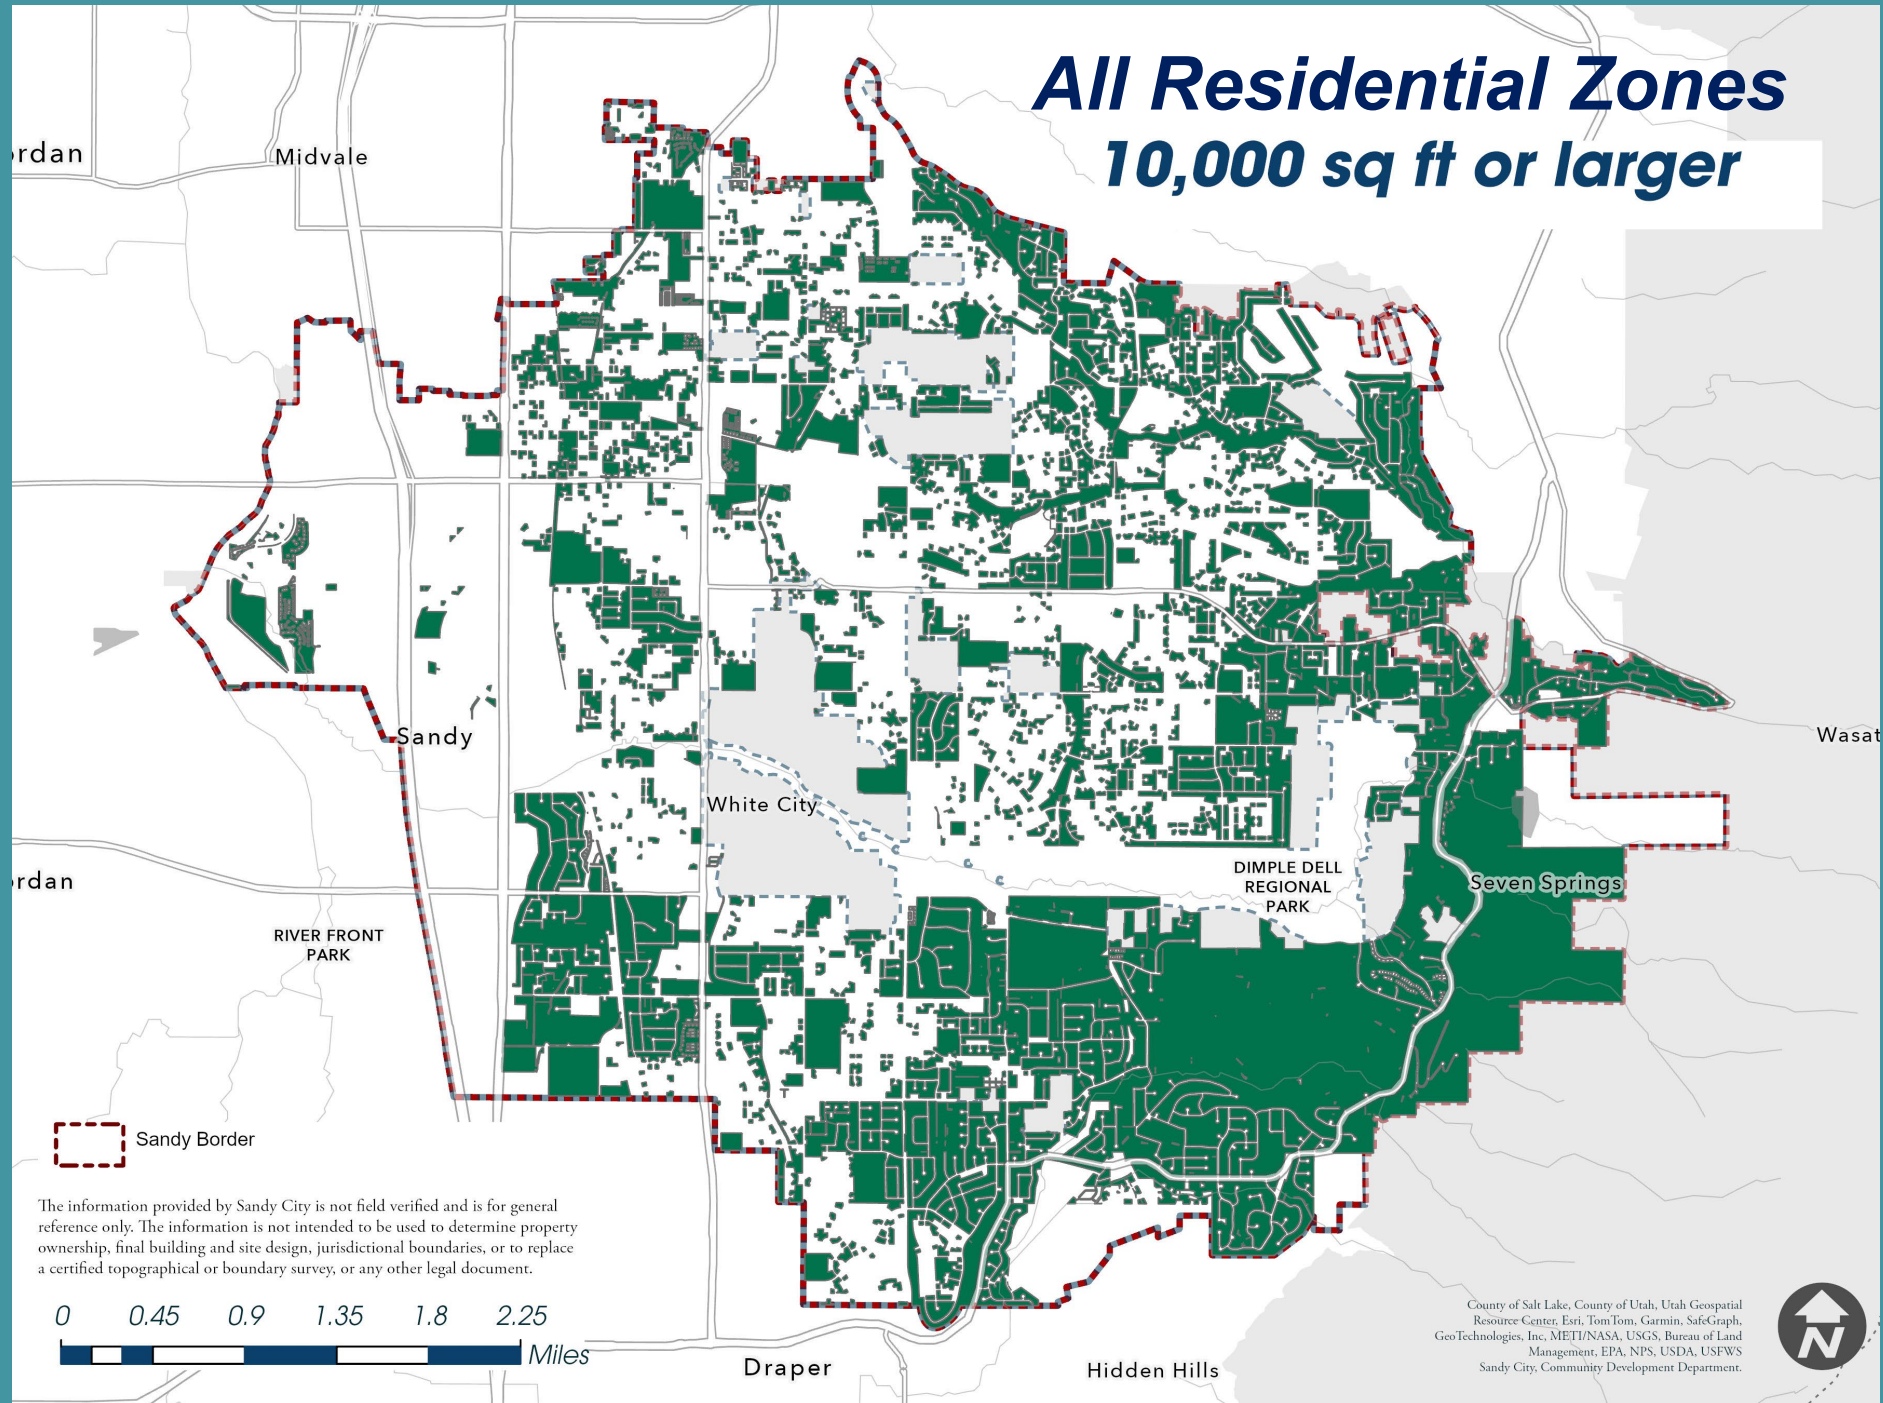 All Residential Zones
10,000 sq ft or larger
ordan
Midvale
Sandy
White City
Wasat
DIMPLE DELL
REGIONAL
PARK
Seven Springs
ordan
RIVER FRONT
PARK
Sandy Border
The information provided by Sandy City is not field verified and is for general
reference only. The information is not intended to be used to determine property
ownership, final building and site design, jurisdictional boundaries, or to replace
a certified topographical or boundary survey, or any other legal document.
0 0.45 0.9 1.35 1.8 2.25
Miles
Draper
Hidden Hills
County of Salt Lake, County of Utah, Utah Geospatial
Resource Center, Esri, TomTom, Garmin, SafeGraph,
GeoTechnologies, Inc, METI/NASA, USGS, Bureau of Land
Management, EPA, NPS, USDA, USFWS
Sandy City, Community Development Department.
N